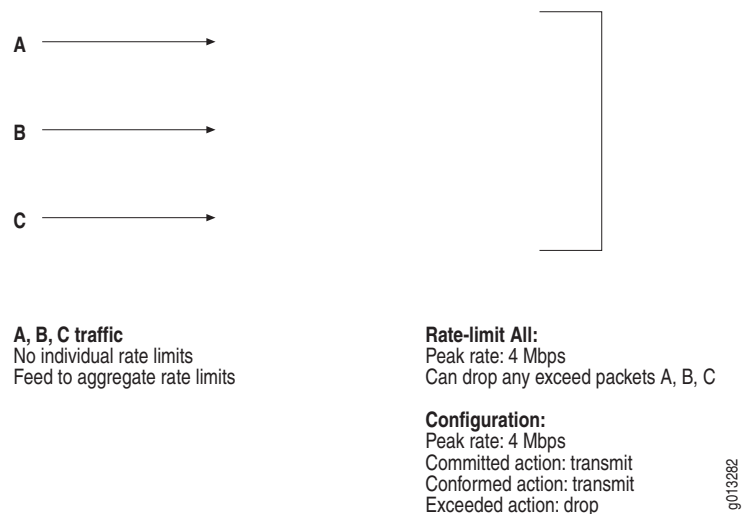 A
B
C
A, B, C traffic
No individual rate limits
Feed to aggregate rate limits
Rate-limit All:
Peak rate: 4 Mbps
Can drop any exceed packets A, B, C
Configuration:
Peak rate: 4 Mbps
Committed action: transmit
Conformed action: transmit
Exceeded action: drop
g013282